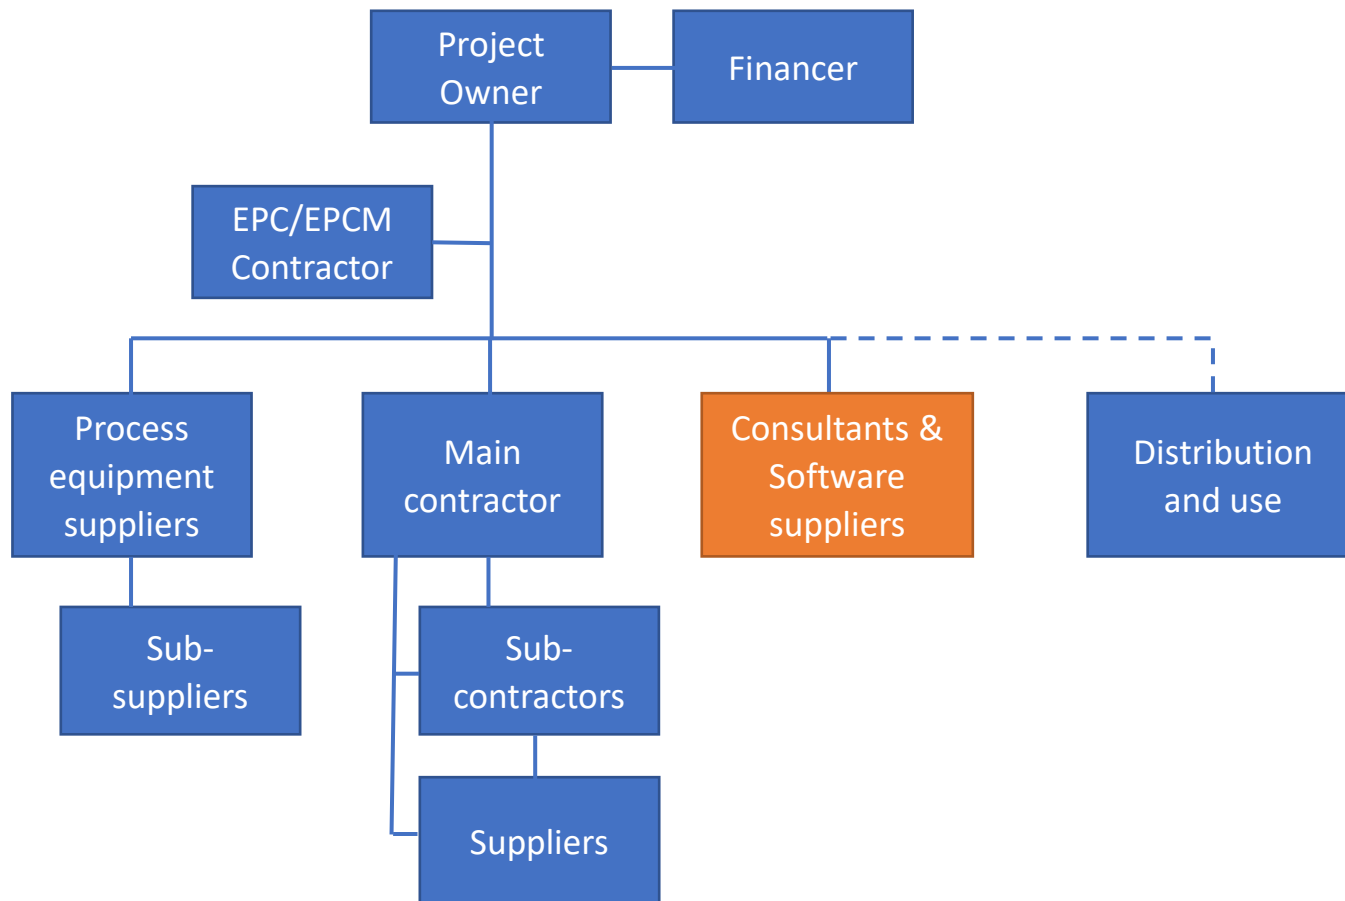 Project
Owner
Financer
EPC/EPCM
Contractor
Process
equipment
suppliers
Main
contractor
Consultants &
Software
suppliers
Distribution
and use
Sub-
suppliers
Sub-
contractors
Suppliers